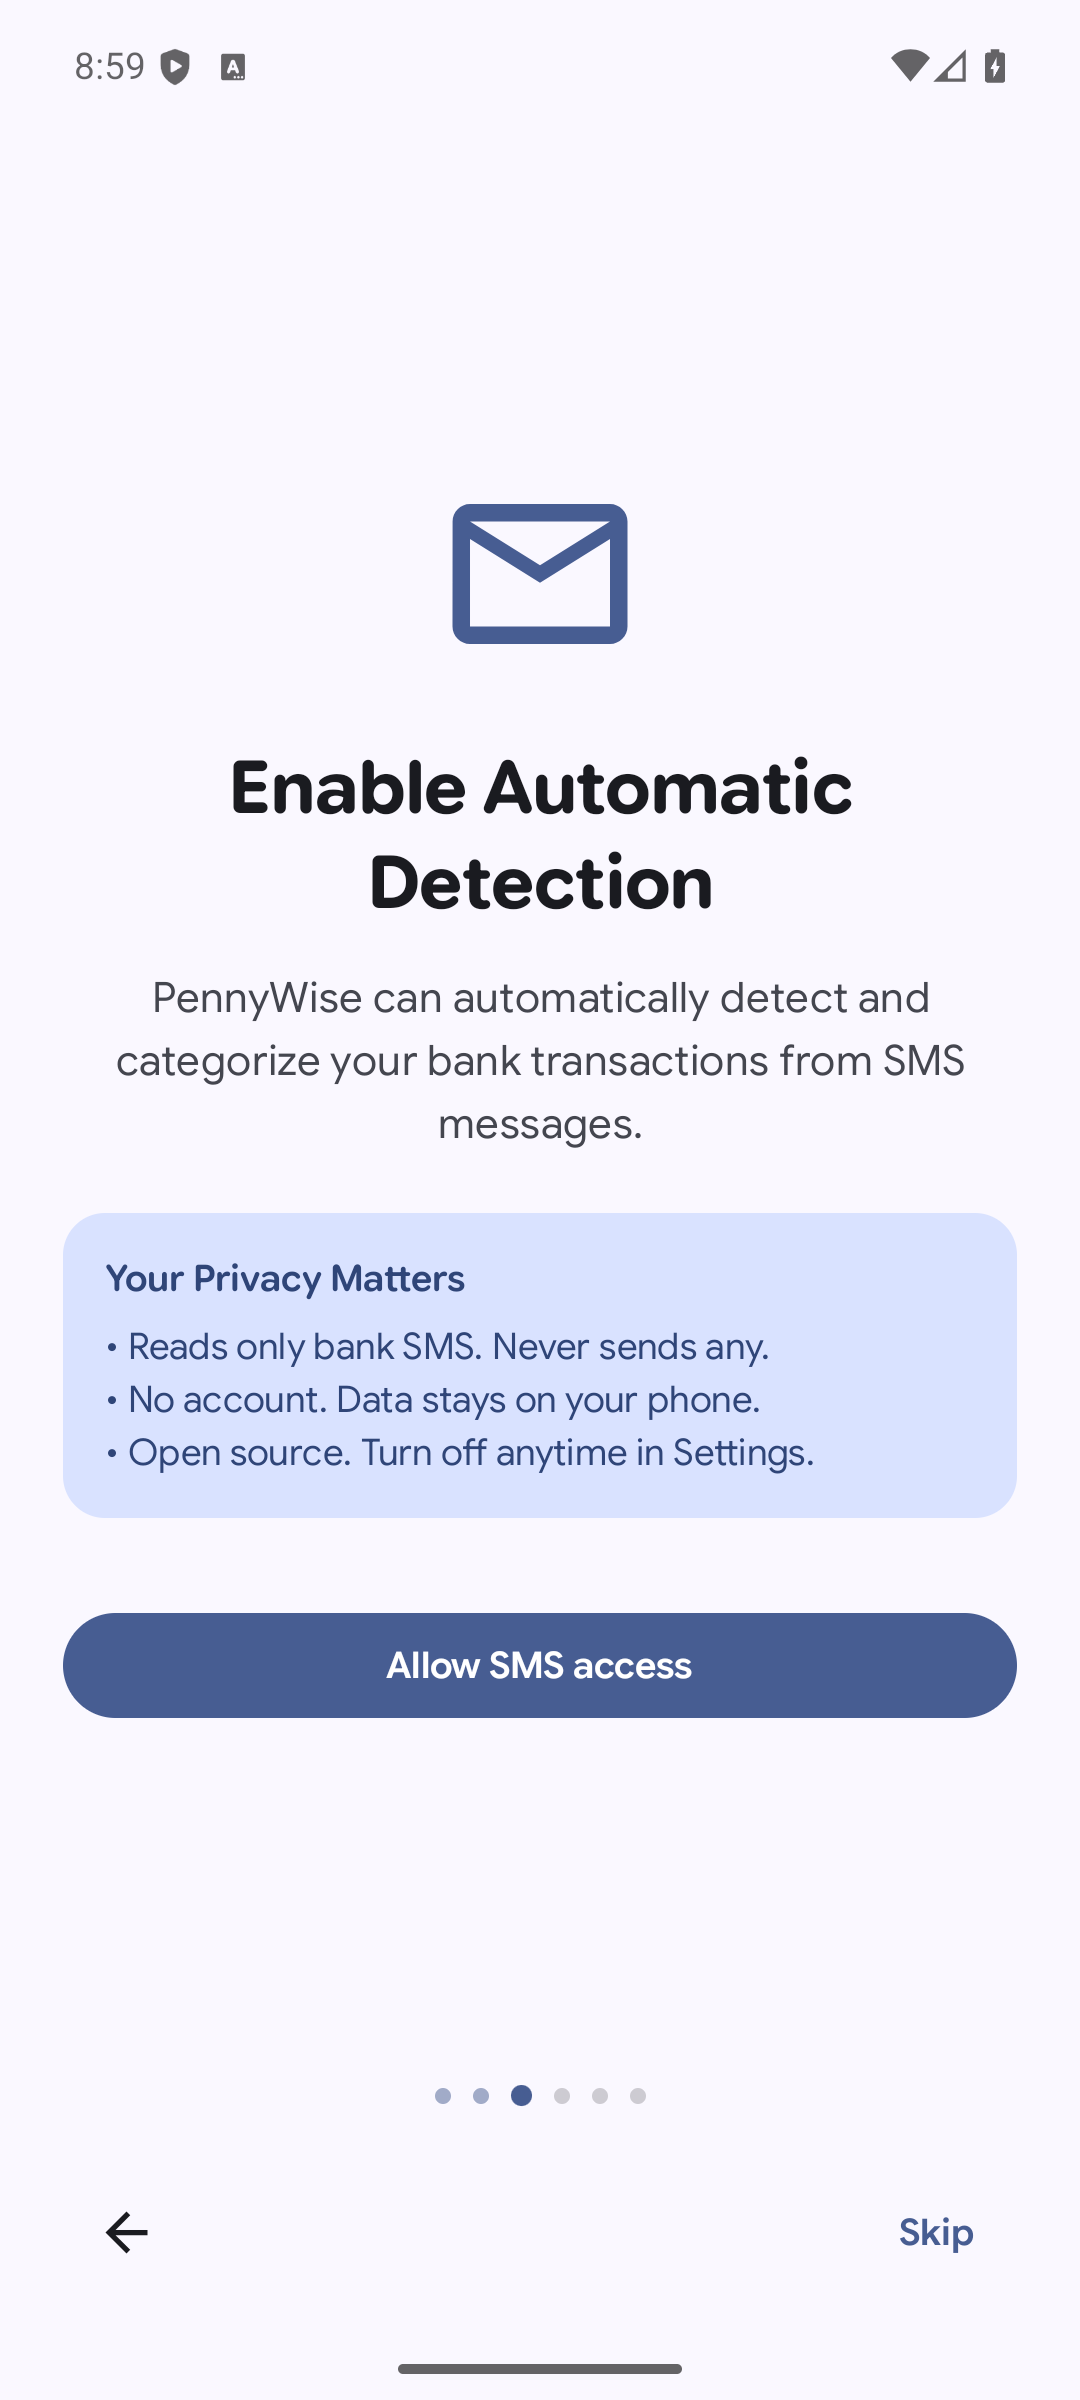 8:59
Enable Automatic
Detection
PennyWise can automatically detect and
categorize your bank transactions from SMS
messages.
Your Privacy Matters
• Reads only bank SMS. Never sends any.
• No account. Data stays on your phone.
• Open source. Turn off anytime in Settings.
Allow SMS access
Skip